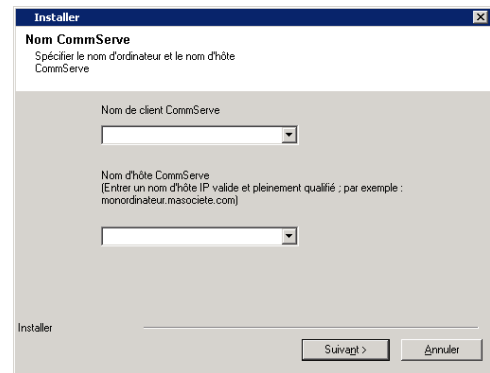 Installer
Nom CommServe
Spécifier le nom d'ordinateur et le nom d'hôte
CommServe
Nom de client CommServe
Nom d'hôte CommServe
(Entrer un nom d'hôte IP valide et pleinement qualifié ; par exemple :
monordinateur.masociete.com)
Installer
Suivant >
Annuler